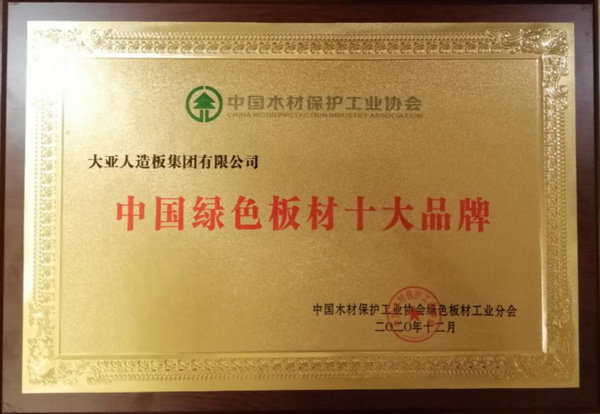 中国木材保护工业协会
CHINA WOOD PROTECTION INDUSTRY ASSOCIATION
大亚人造板集团有限公司
中国绿色板材十大品牌
中国木材保护工业协会绿色板材工业分会
二〇二〇年十二月